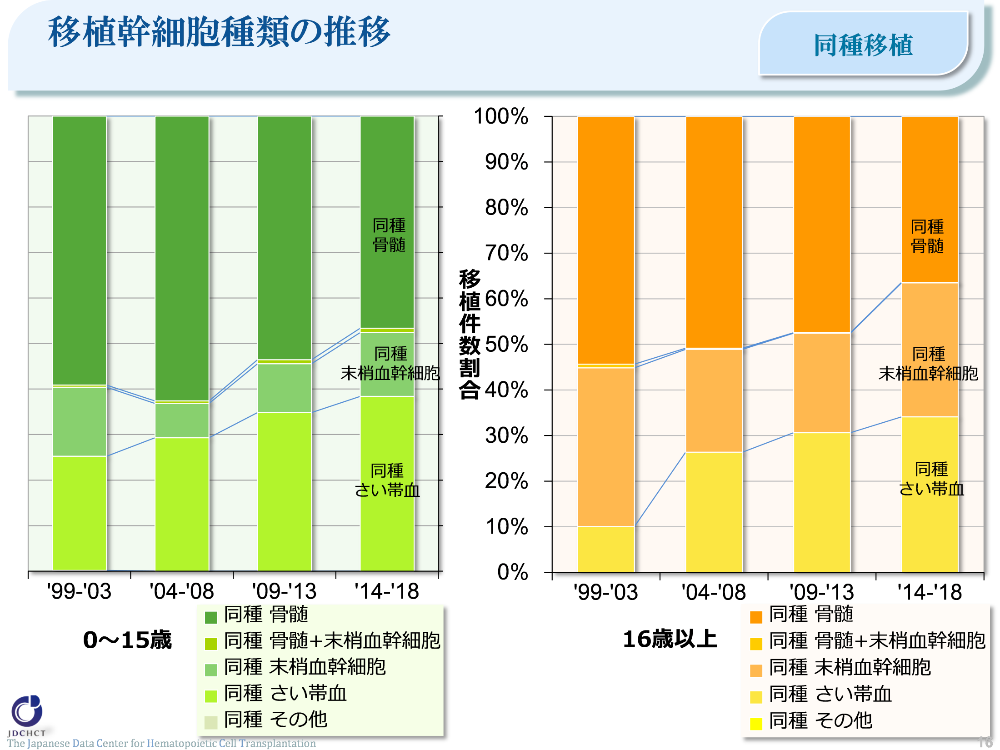 移植幹細胞種類の推移
同種移植
同種
骨髄
同種
末梢血幹細胞
同種
さい帯血
'99-'03
'04-'08
'09-'13
'14-'18
0～15歳
同種 骨髄
同種 骨髄+末梢血幹細胞
同種 末梢血幹細胞
同種 さい帯血
同種 その他
移植件数割合
100%
90%
80%
70%
60%
50%
40%
30%
20%
10%
0%
同種
骨髄
同種
末梢血幹細胞
同種
さい帯血
'99-'03
'04-'08
'09-'13
'14-'18
16歳以上
同種 骨髄
同種 骨髄+末梢血幹細胞
同種 末梢血幹細胞
同種 さい帯血
同種 その他
JDCHCT
The Japanese Data Center for Hematopoietic Cell Transplantation
16